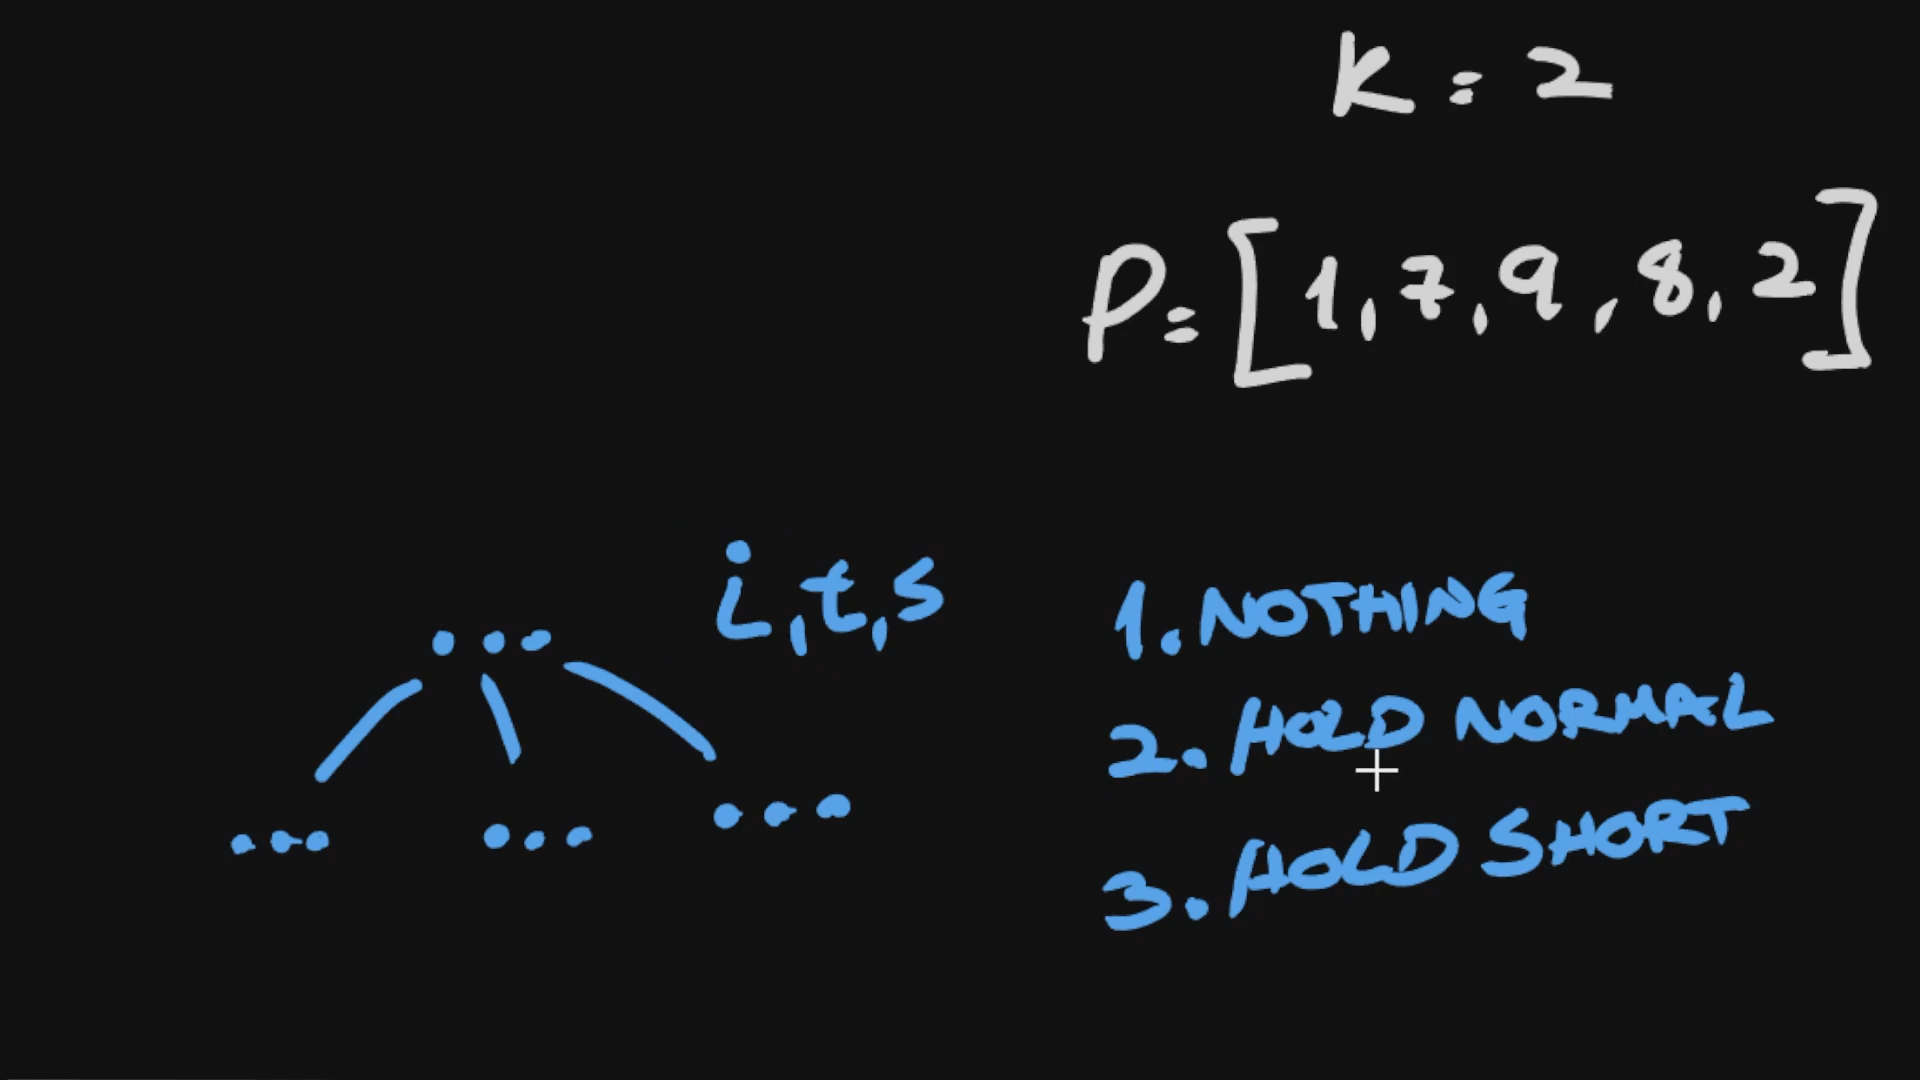 K = 2
P = [1,7,9,8,2]
i,t,s
1. NOTHING
2. HOLD NORMAL
3. HOLD SHORT